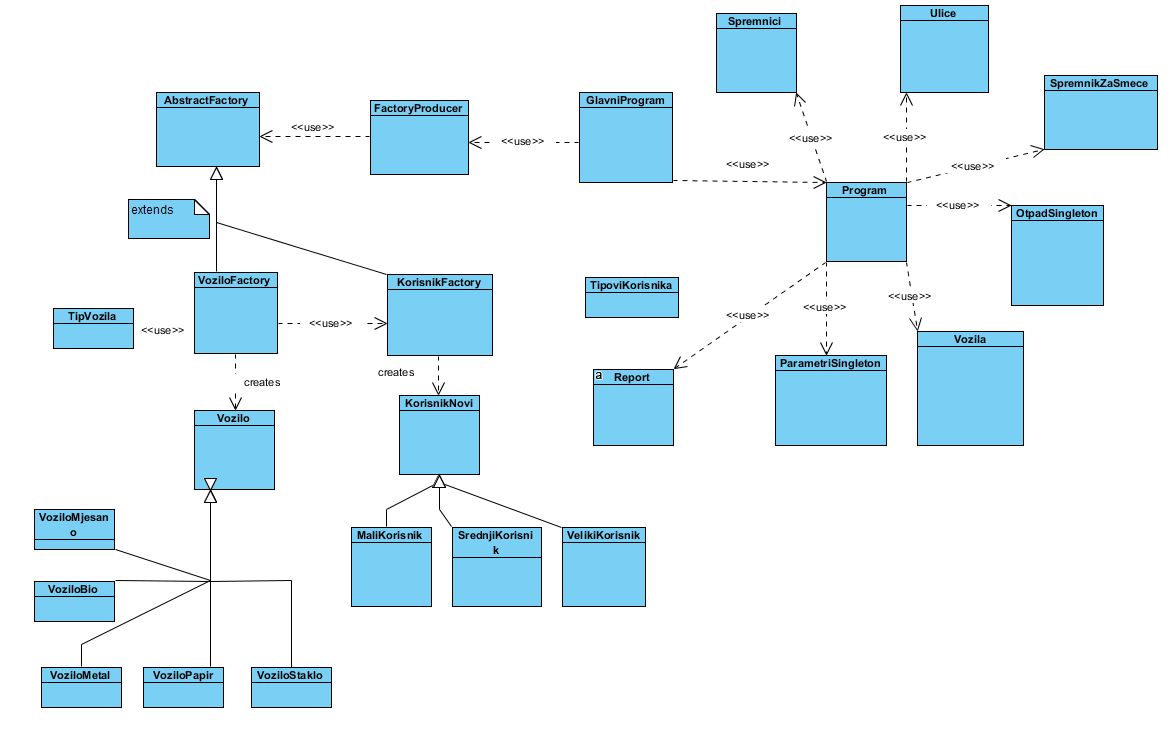 Spremnici
Ulice
SpremnikZaSmece
AbstractFactory
FactoryProducer
GlavniProgram
<<use>>
<<use>>
<<use>>
<<use>>
<<use>>
<<use>>
Program
<<use>>
OtpadSingleton
extends
VoziloFactory
KorisnikFactory
TipoviKorisnika
<<use>>
TipVozila
<<use>>
<<use>>
<<use>>
<<use>>
Vozila
creates
creates
a
Report
ParametriSingleton
Vozilo
KorisnikNovi
VoziloMjesan
o
MaliKorisnik
SrednjiKorisni
k
VelikiKorisnik
VoziloBio
VoziloMetal
VoziloPapir
VoziloStaklo